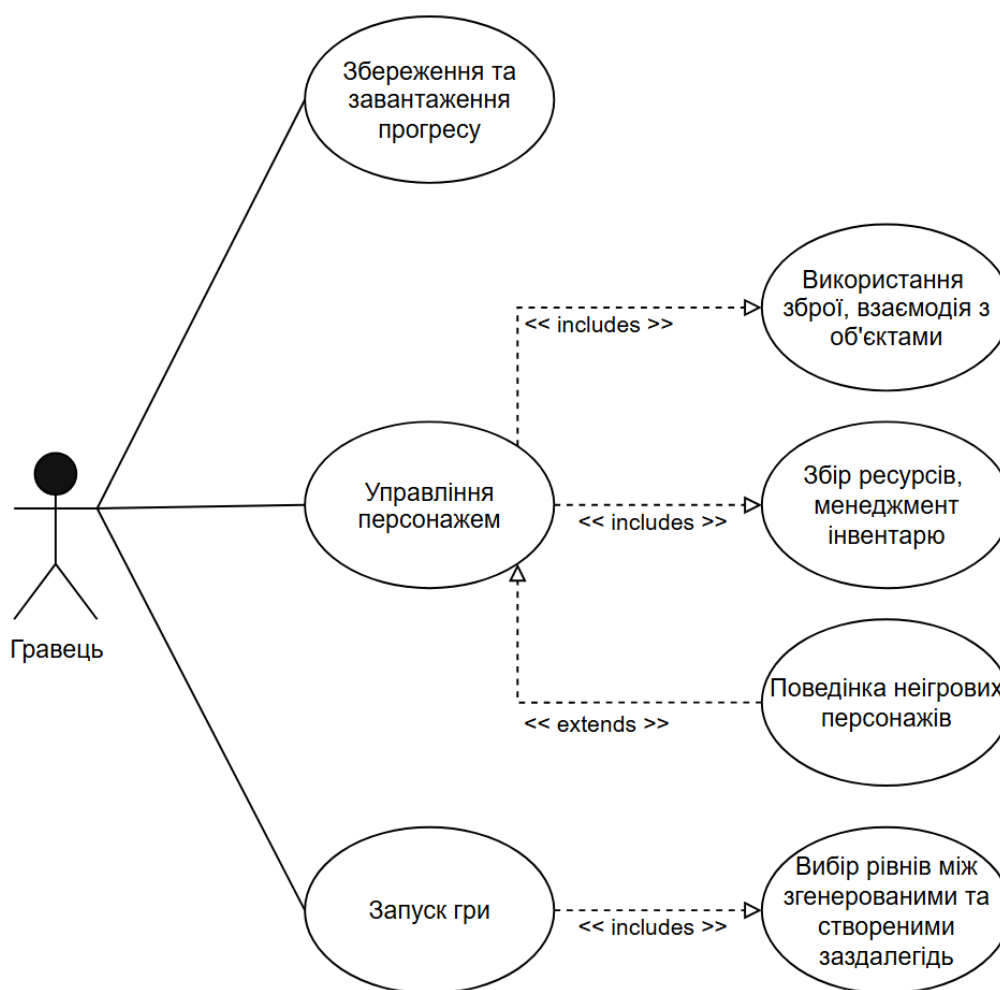 Збереження та
завантаження
прогресу
Використання
зброї, взаємодія з
об'єктами
<< includes >>
Управління
персонажем
<< includes >>
Збір ресурсів,
менеджмент
інвентарю
Гравець
Поведінка неігрових
персонажів
<< extends >>
Запуск гри
<< includes >>
Вибір рівнів між
згенерованими та
створеними
заздалегідь